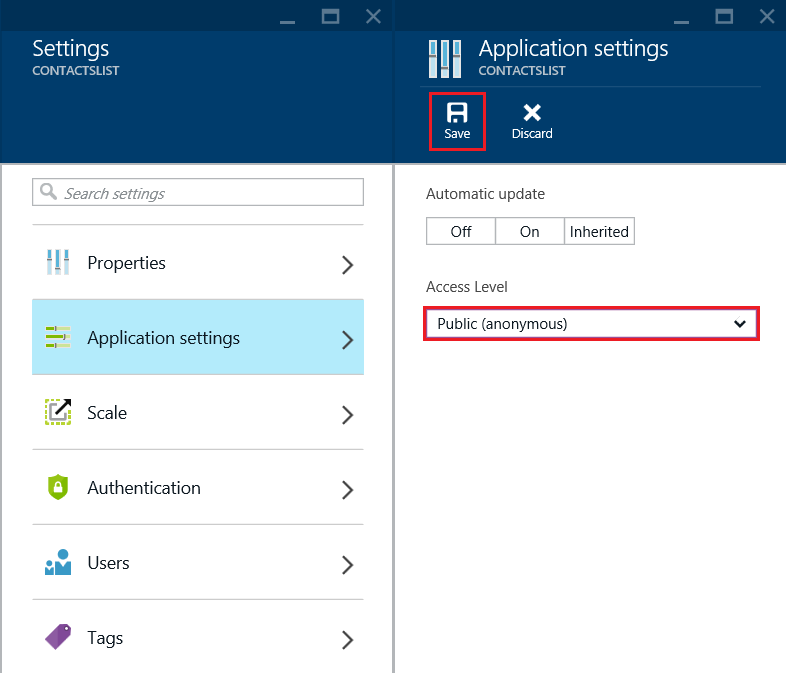 Settings
CONTACTSLIST
Search settings
Properties
Application settings
Scale
Authentication
Users
Tags
Application settings
CONTACTSLIST
Save Discard
Automatic update
Off On Inherited
Access Level
Public (anonymous)